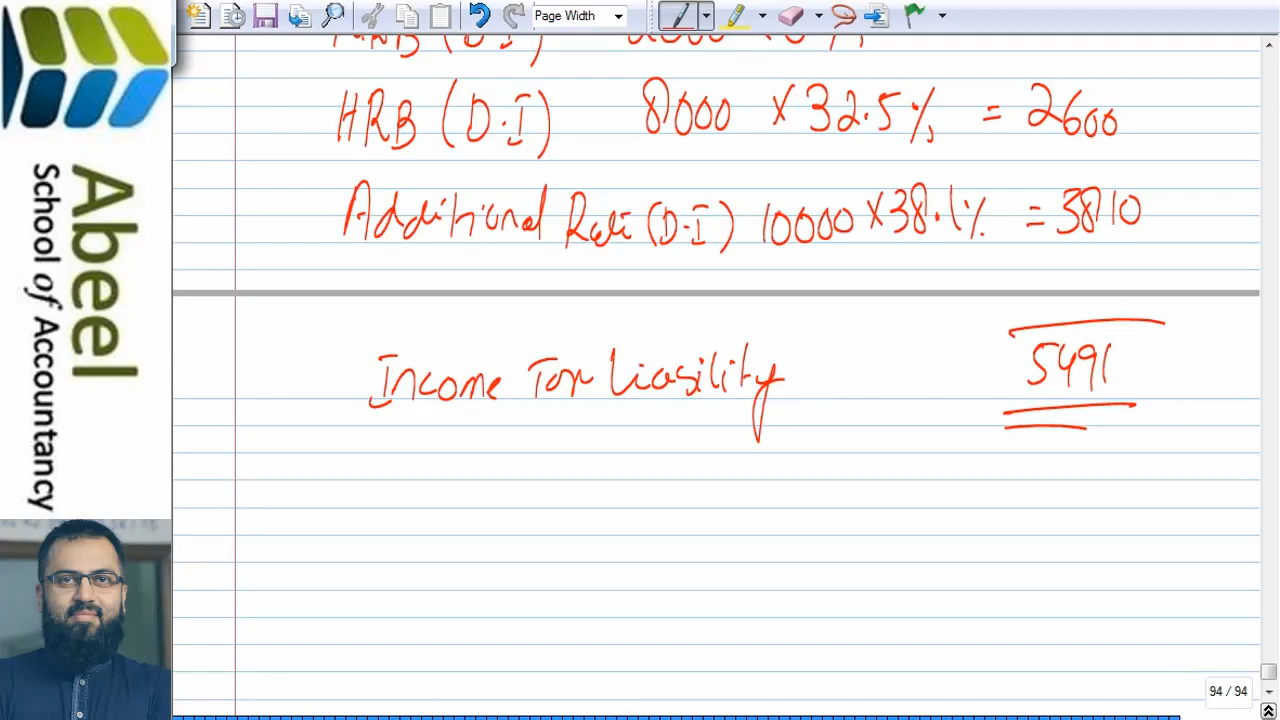 Page Width
HRB (D.I) 8000 × 32.5% = 2600
Additional Rate (D.I) 10000 × 38.1% = 3810
Income Tax Liability 5491
Abeel
School of Accountancy
94 / 94